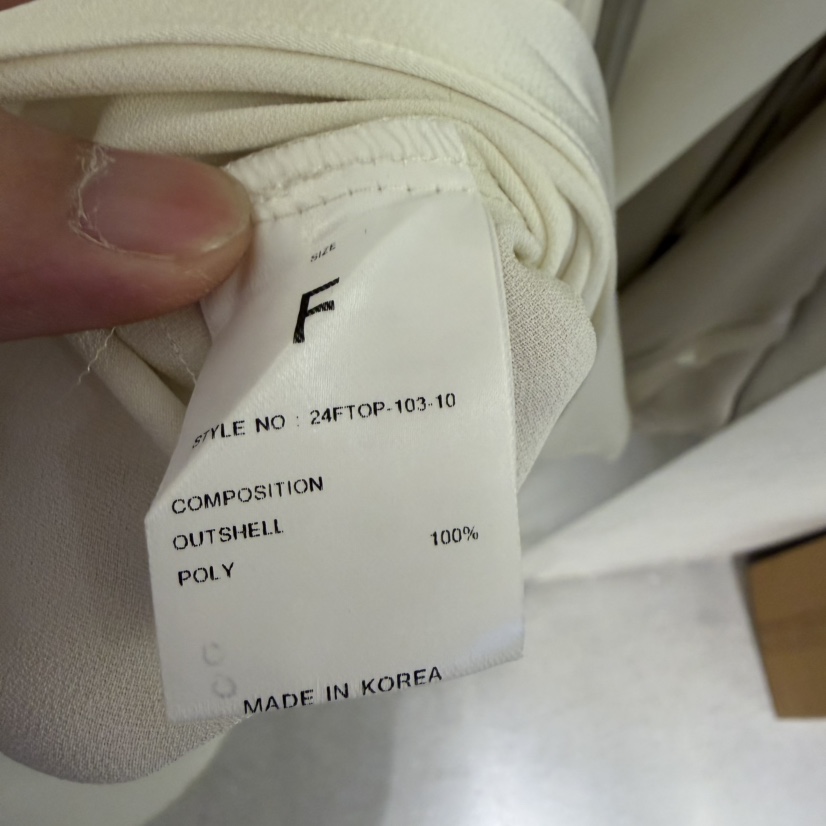 SIZE
F
STYLE NO : 24FTOP-103-10
COMPOSITION
OUTSHELL
POLY 100%
MADE IN KOREA